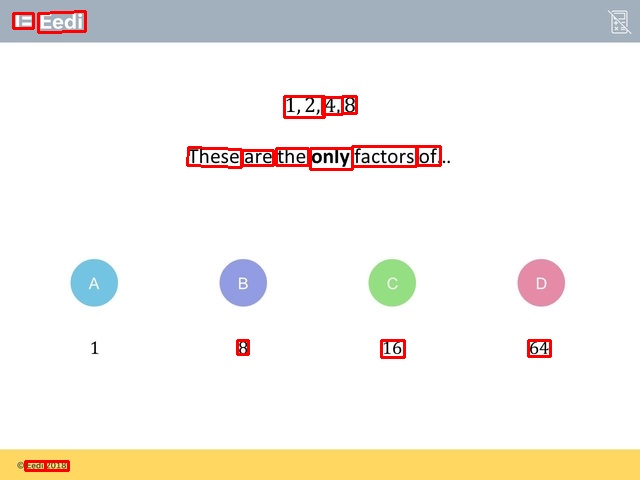 Eedi
1, 2, 4, 8
These are the only factors of...
A B C D
1 8 16 64
© Eedi 2018